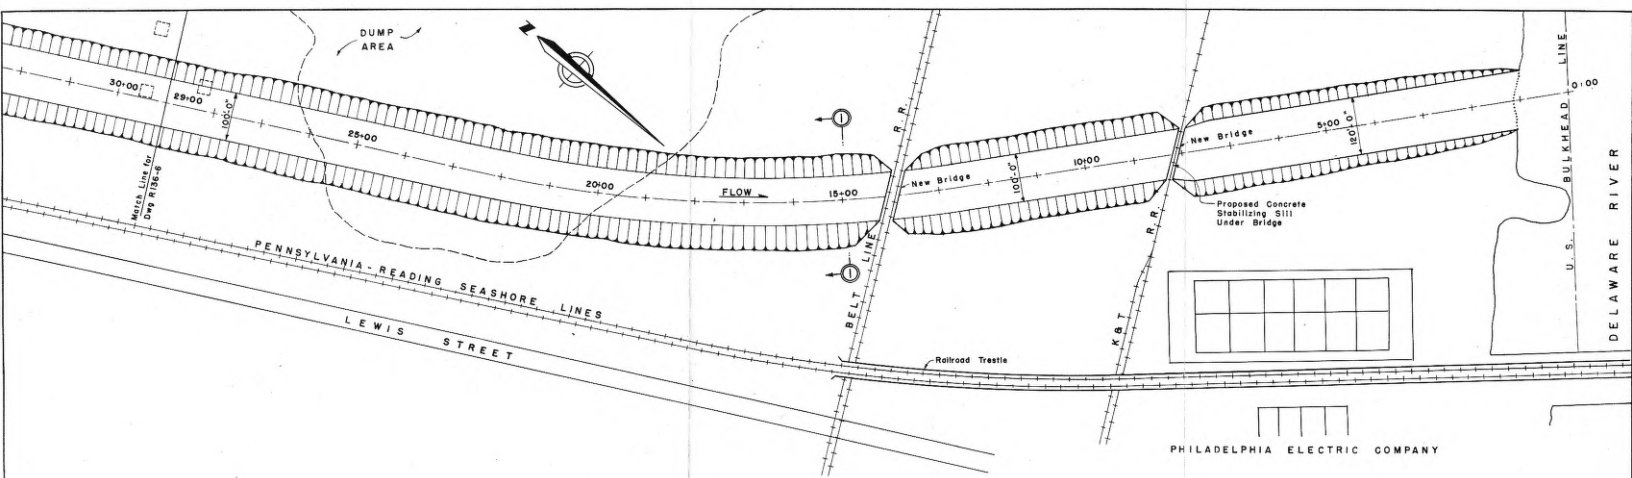 DUMP
AREA
N
30+00
29+00
100'-0"
25+00
20+00
FLOW
15+00
New Bridge
100'-0"
10+00
New Bridge
5+00
120'-0"
0+00
Match Line for
Dwg R136-6
Proposed Concrete
Stabilizing Sill
Under Bridge
BELT LINE R.R.
K&T R.R.
U.S. BULKHEAD LINE
DELAWARE RIVER
PENNSYLVANIA-READING SEASHORE LINES
LEWIS STREET
Railroad Trestle
PHILADELPHIA ELECTRIC COMPANY